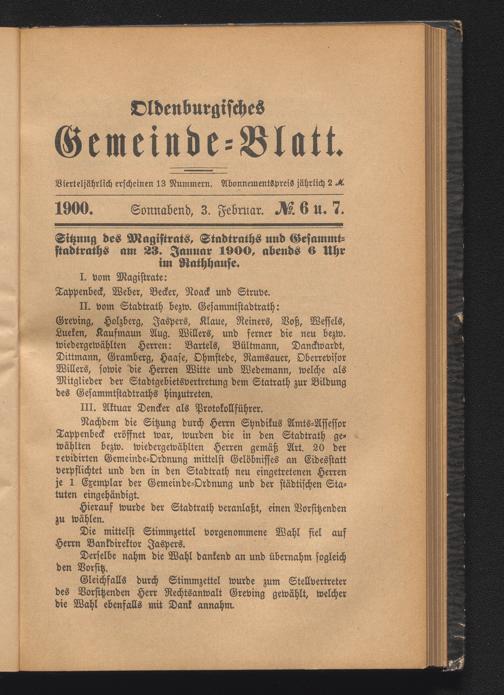 Oldenburgisches
Gemeinde-Blatt.
Vierteljährlich erscheinen 13 Nummern. Abonnementspreis jährlich 2 ℳ.
1900. Sonnabend, 3. Februar. № 6 u. 7.
Sitzung des Magistrats, Stadtraths und Gesammt-
stadtraths am 23. Januar 1900, abends 6 Uhr
im Rathhause.
I. vom Magistrate:
Tappenbeck, Weber, Becker, Noack und Struve.
II. vom Stadtrath bezw. Gesammtstadtrath:
Greving, Holzberg, Jaspers, Klaue, Reiners, Voß, Wessels,
Lueken, Kaufmann Aug. Willers, und ferner die neu bezw.
wiedergewählten Herren: Bartels, Bültmann, Danckwardt,
Dittmann, Gramberg, Haase, Ohmstede, Ramsauer, Oberrevisor
Willers, sowie die Herren Witte und Wedemann, welche als
Mitglieder der Stadtgebietsvertretung dem Statrath zur Bildung
des Gesammtstadtraths hinzutreten.
III. Aktuar Dencker als Protokollführer.
Nachdem die Sitzung durch Herrn Syndikus Amts-Assessor
Tappenbeck eröffnet war, wurden die in den Stadtrath ge-
wählten bezw. wiedergewählten Herren gemäß Art. 20 der
revidirten Gemeinde-Ordnung mittelst Gelöbnisses an Eidesstatt
verpflichtet und den in den Stadtrath neu eingetretenen Herren
je 1 Exemplar der Gemeinde-Ordnung und der städtischen Sta-
tuten eingehändigt.
Hierauf wurde der Stadtrath veranlaßt, einen Vorsitzenden
zu wählen.
Die mittelst Stimmzettel vorgenommene Wahl fiel auf
Herrn Bankdirektor Jaspers.
Derselbe nahm die Wahl dankend an und übernahm sogleich
den Vorsitz.
Gleichfalls durch Stimmzettel wurde zum Stellvertreter
des Vorsitzenden Herr Rechtsanwalt Greving gewählt, welcher
die Wahl ebenfalls mit Dank annahm.